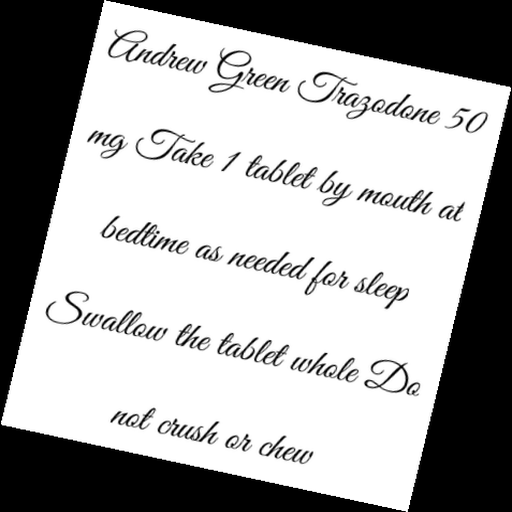 Andrew Green Trazodone 50
mg Take 1 tablet by mouth at
bedtime as needed for sleep
Swallow the tablet whole Do
not crush or chew